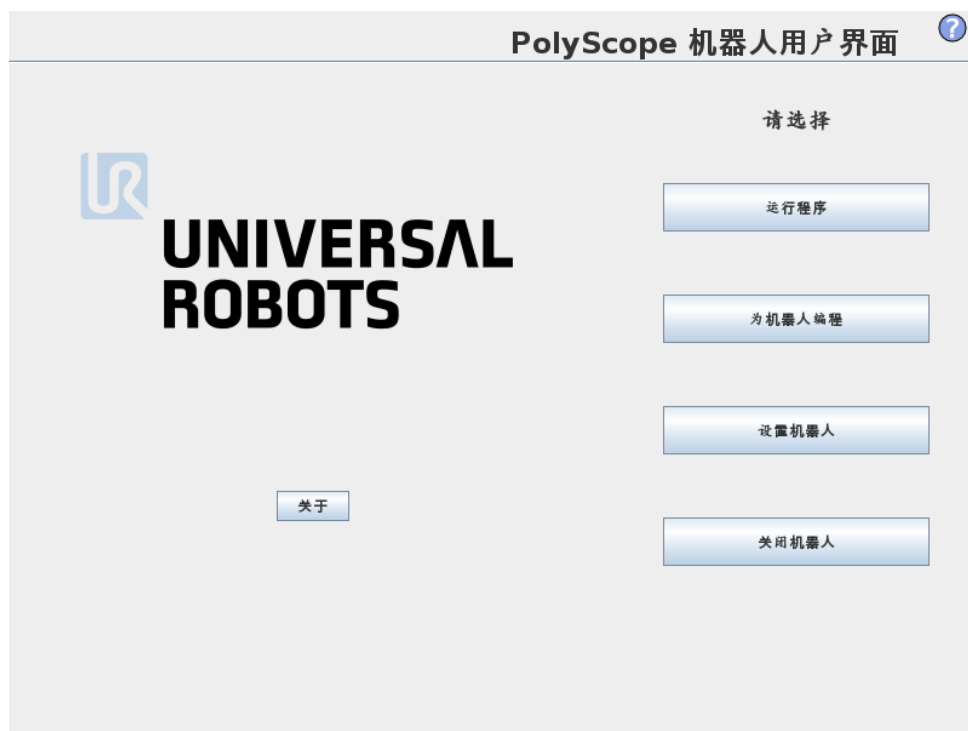 PolyScope 机器人用户界面
?
请选择
UR
UNIVERSAL
ROBOTS
运行程序
为机器人编程
设置机器人
关于
关闭机器人